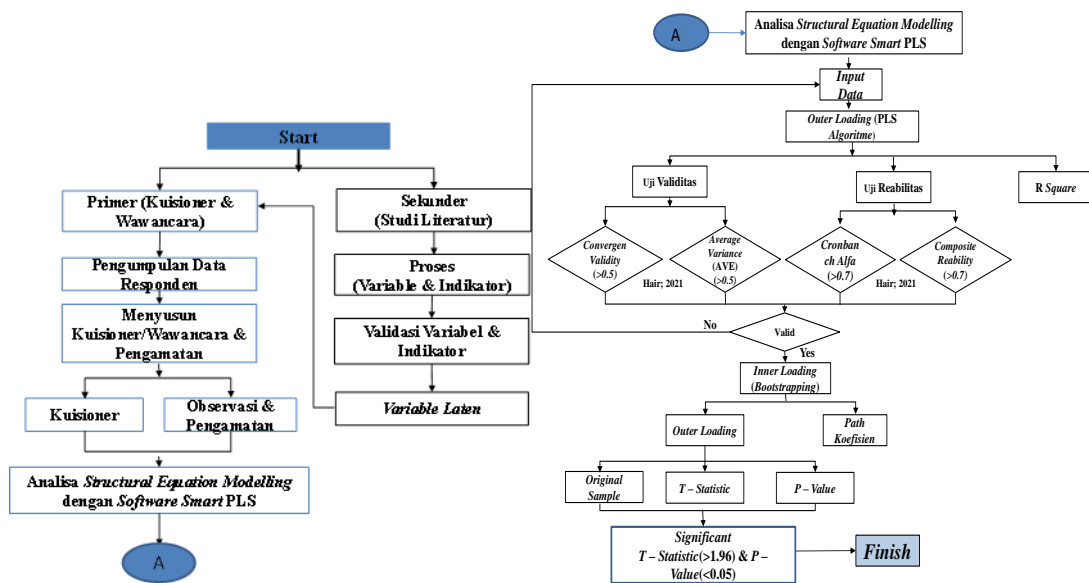 Start
Primer (Kuisioner &
Wawancara)
Pengumpulan Data
Responden
Menyusun
Kuisioner/Wawancara &
Pengamatan
Kuisioner
Observasi &
Pengamatan
Sekunder
(Studi Literatur)
Proses
(Variable & Indikator)
Validasi Variabel &
Indikator
Variable Laten
Analisa Structural Equation Modelling
dengan Software Smart PLS
A
A
Analisa Structural Equation Modelling
dengan Software Smart PLS
Input
Data
Outer Loading (PLS
Algoritme)
Uji Validitas
Uji Reabilitas
R Square
Convergen
Validity
(>0.5)
Average
Variance
(AVE)
(>0.5)
Hair; 2021
Cronban
ch Alfa
(>0.7)
Composite
Reability
(>0.7)
Hair; 2021
Valid
No
Yes
Inner Loading
(Bootstrapping)
Outer Loading
Path
Koefisien
Original
Sample
T – Statistic
P – Value
Significant
T – Statistic(>1.96) & P –
Value(<0.05)
Finish